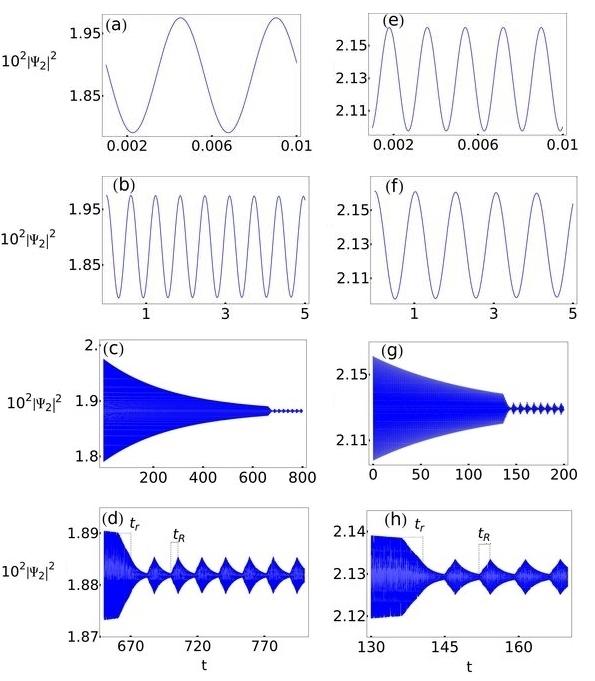 (a)
1.95
10²|Ψ₂|²
1.85
0.002 0.006 0.01
(e)
2.15
2.13
2.11
0.002 0.006 0.01
(b)
1.95
10²|Ψ₂|²
1.85
1 3 5
(f)
2.15
2.13
2.11
1 3 5
(c)
2.
10²|Ψ₂|²
1.9
1.8
200 400 600 800
(g)
2.15
2.11
0 50 100 150 200
(d) t_r t_R
1.89
10²|Ψ₂|²
1.88
1.87
670 720 770
t
(h) t_r t_R
2.14
2.13
2.12
130 145 160
t